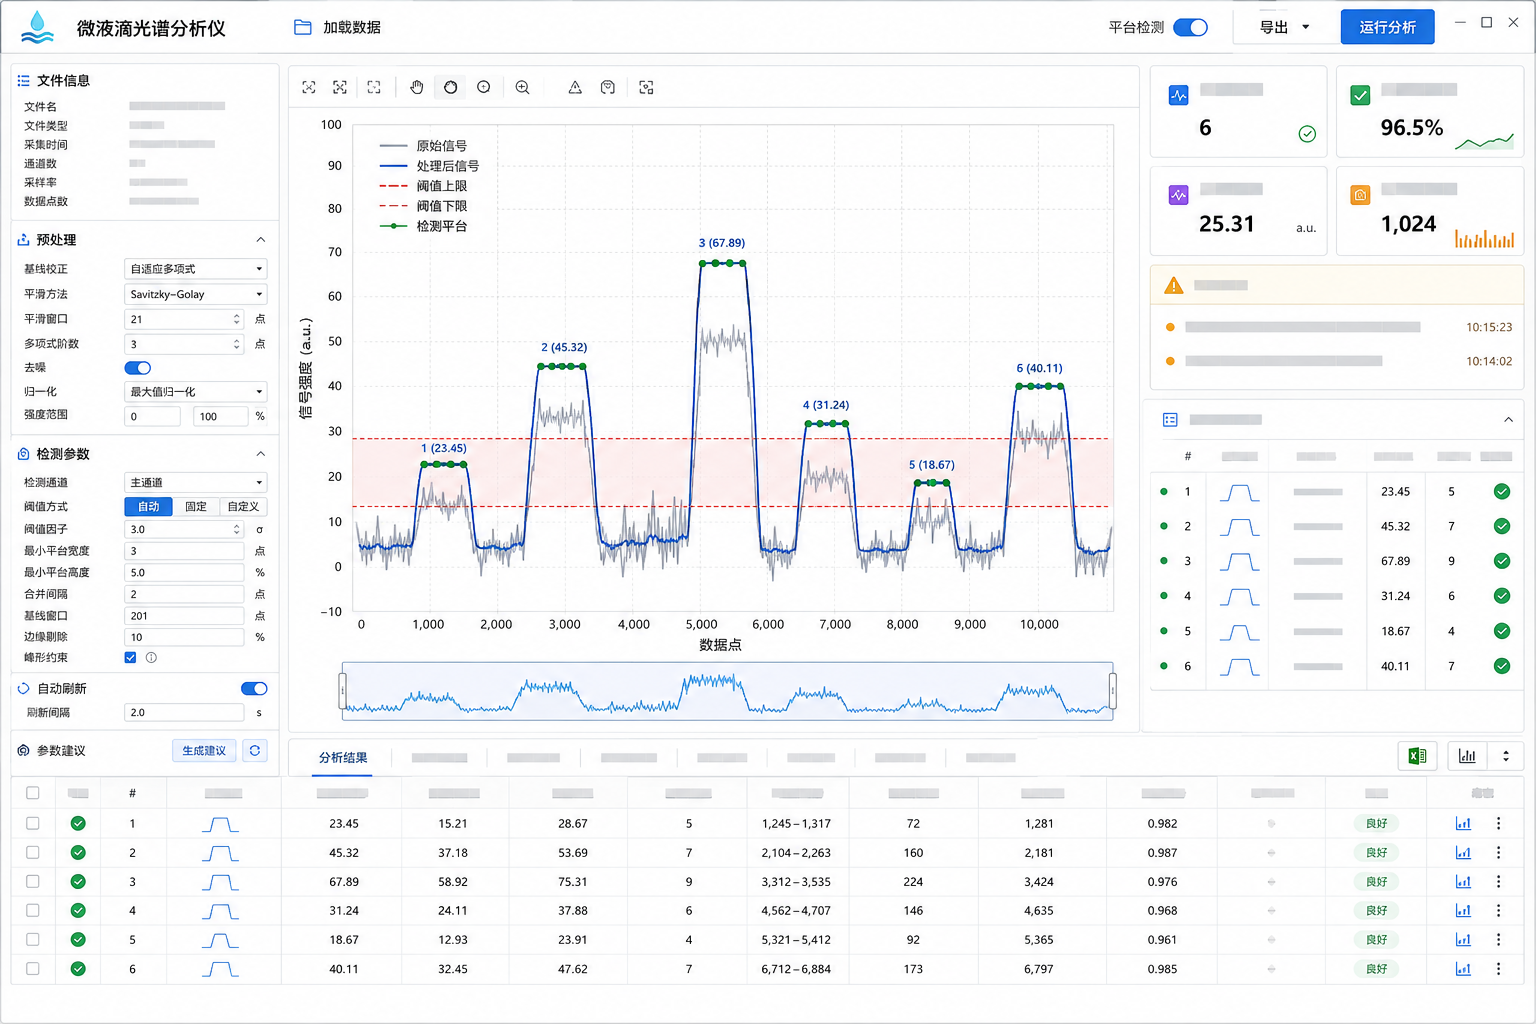 微液滴光谱分析仪
加载数据
平台检测
导出
运行分析
文件信息
文件名
文件类型
采集时间
通道数
采样率
数据点数
预处理
基线校正 自适应多项式
平滑方法 Savitzky-Golay
平滑窗口 21 点
多项式阶数 3 点
去噪
归一化 最大值归一化
强度范围 0 100 %
检测参数
检测通道 主通道
阈值方式 自动 固定 自定义
阈值因子 3.0 σ
最小平台宽度 3 点
最小平台高度 5.0 %
合并间隔 2 点
基线窗口 201 点
边缘剔除 10 %
峰形约束
自动刷新
刷新间隔 2.0 s
参数建议 生成建议
信号强度 (a.u.)
100
90
80
70
60
50
40
30
20
10
0
-10
原始信号
处理后信号
阈值上限
阈值下限
检测平台
1 (23.45)
2 (45.32)
3 (67.89)
4 (31.24)
5 (18.67)
6 (40.11)
0 1,000 2,000 3,000 4,000 5,000 6,000 7,000 8,000 9,000 10,000
数据点
6
96.5%
25.31 a.u.
1,024
10:15:23
10:14:02
#
1 23.45 5
2 45.32 7
3 67.89 9
4 31.24 6
5 18.67 4
6 40.11 7
分析结果
#
1 23.45 15.21 28.67 5 1,245–1,317 72 1,281 0.982 良好
2 45.32 37.18 53.69 7 2,104–2,263 160 2,181 0.987 良好
3 67.89 58.92 75.31 9 3,312–3,535 224 3,424 0.976 良好
4 31.24 24.11 37.88 6 4,562–4,707 146 4,635 0.968 良好
5 18.67 12.93 23.91 4 5,321–5,412 92 5,365 0.961 良好
6 40.11 32.45 47.62 7 6,712–6,884 173 6,797 0.985 良好